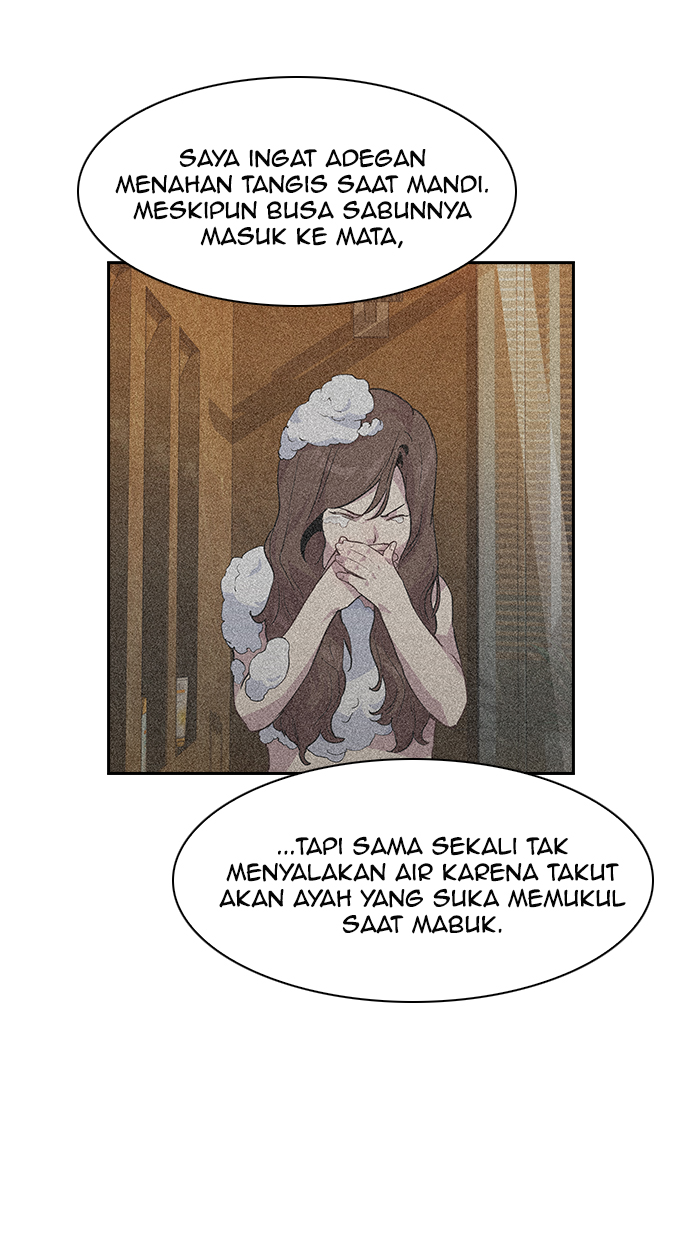 SAYA INGAT ADEGAN
MENAHAN TANGIS SAAT MANDI.
MESKIPUN BUSA SABUNNYA
MASUK KE MATA,
...TAPI SAMA SEKALI TAK
MENYALAKAN AIR KARENA TAKUT
AKAN AYAH YANG SUKA MEMUKUL
SAAT MABUK.